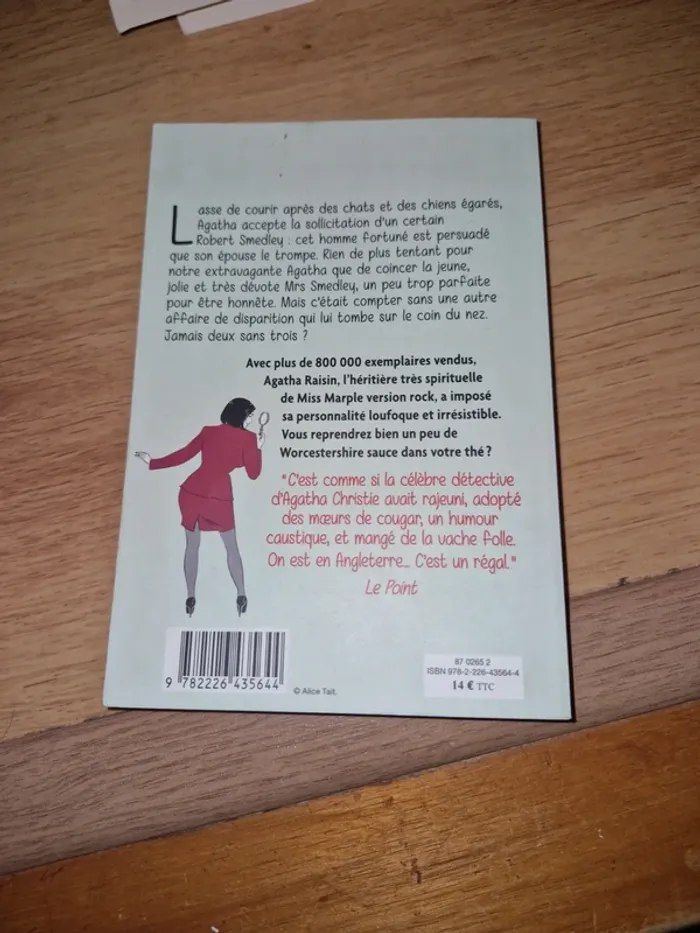 Lasse de courir après des chats et des chiens égarés,
Agatha accepte la sollicitation d'un certain
Robert Smedley : cet homme fortuné est persuadé
que son épouse le trompe. Rien de plus tentant pour
notre extravagante Agatha que de coincer la jeune,
jolie et très dévote Mrs Smedley, un peu trop parfaite
pour être honnête. Mais c'était compter sans une autre
affaire de disparition qui lui tombe sur le coin du nez.
Jamais deux sans trois ?
Avec plus de 800 000 exemplaires vendus,
Agatha Raisin, l'héritière très spirituelle
de Miss Marple version rock, a imposé
sa personnalité loufoque et irrésistible.
Vous reprendrez bien un peu de
Worcestershire sauce dans votre thé ?
"C'est comme si la célèbre détective
d'Agatha Christie avait rajeuni, adopté
des mœurs de cougar, un humour
caustique, et mangé de la vache folle.
On est en Angleterre... C'est un régal."
Le Point
9 782226 435644
© Alice Tait.
87 0265 2
ISBN 978-2-226-43564-4
14 € TTC